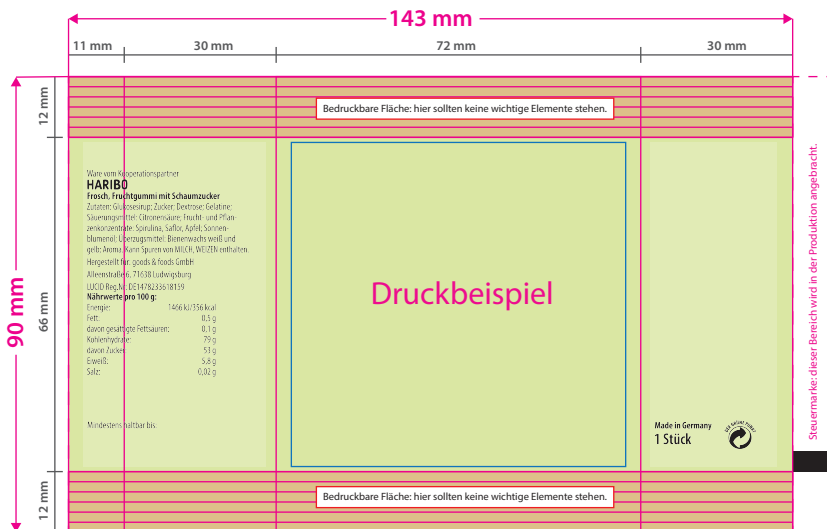 143 mm
11 mm
30 mm
72 mm
30 mm
12 mm
Bedruckbare Fläche: hier sollten keine wichtige Elemente stehen.
90 mm
66 mm
Ware vom Kooperationspartner
HARIBO
Frosch, Fruchtgummi mit Schaumzucker
Zutaten: Glukosesirup; Zucker; Dextrose; Gelatine;
Säuerungsmittel: Citronensäure; Frucht- und Pflan-
zenkonzentrate: Spirulina, Saflor, Apfel; Sonnen-
blumenöl; Überzugsmittel: Bienenwachs weiß und
gelb; Aroma. Kann Spuren von MILCH, WEIZEN enthalten.
Hergestellt für: goods & foods GmbH
Alleenstraße 6, 71638 Ludwigsburg
LUCID Reg.Nr.: DE1478233618159
Nährwerte pro 100 g:
Energie: 1466 kJ/356 kcal
Fett: 0,5 g
davon gesättigte Fettsäuren: 0,1 g
Kohlenhydrate: 79 g
davon Zucker: 53 g
Eiweiß: 5,8 g
Salz: 0,02 g
Mindestens haltbar bis:
Druckbeispiel
Made in Germany
1 Stück
DER GRÜNE PUNKT
Steuermarke: dieser Bereich wird in der Produktion angebracht.
12 mm
Bedruckbare Fläche: hier sollten keine wichtige Elemente stehen.